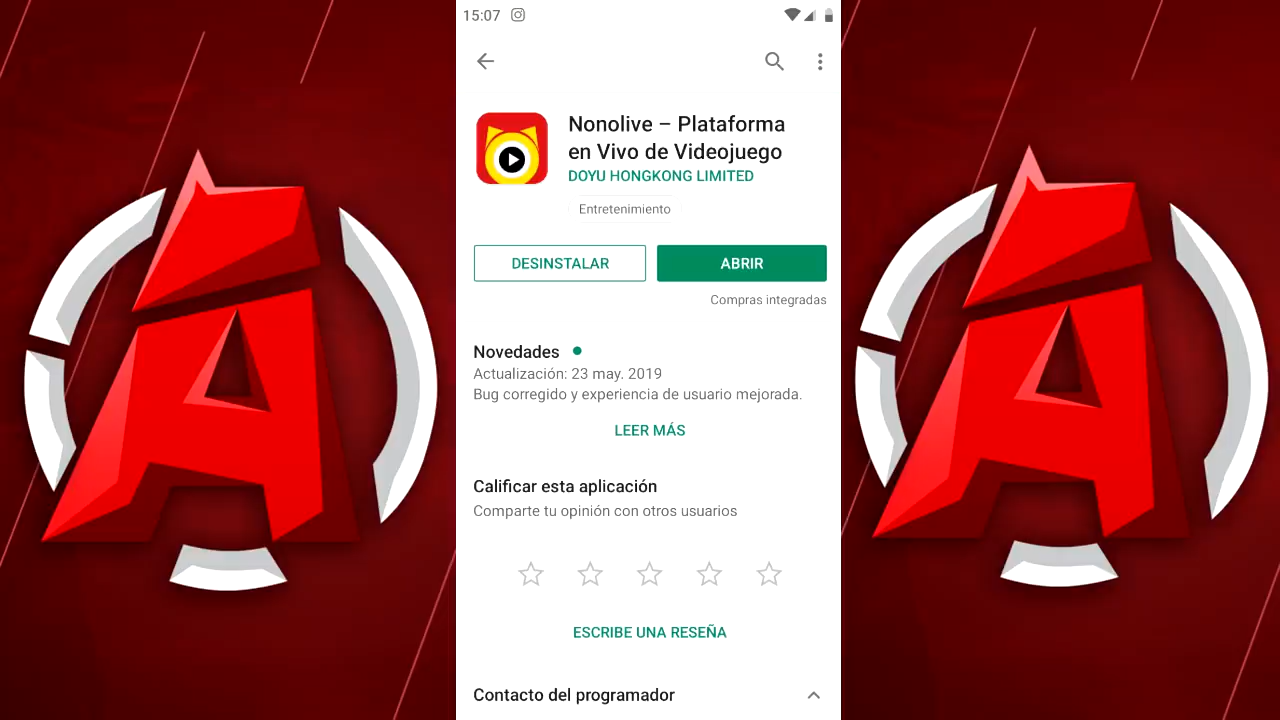 15:07
Nonolive – Plataforma
en Vivo de Videojuego
DOYU HONGKONG LIMITED
Entretenimiento
DESINSTALAR
ABRIR
Compras integradas
Novedades
Actualización: 23 may. 2019
Bug corregido y experiencia de usuario mejorada.
LEER MÁS
Calificar esta aplicación
Comparte tu opinión con otros usuarios
ESCRIBE UNA RESEÑA
Contacto del programador